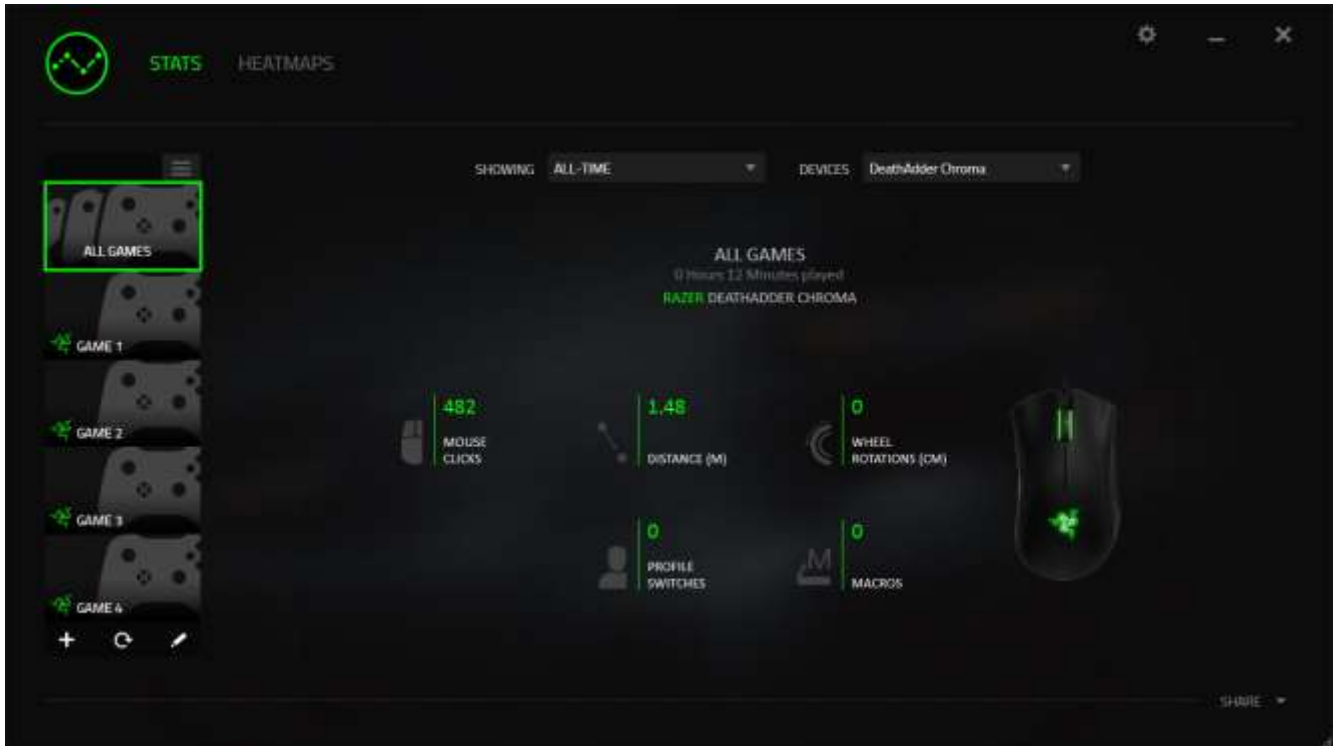 STATS HEATMAPS
SHOWING ALL-TIME DEVICES DeathAdder Chroma
ALL GAMES
GAME 1
GAME 2
GAME 3
GAME 4
ALL GAMES
0 Hours 12 Minutes played
RAZER DEATHADDER CHROMA
482
MOUSE
CLICKS
1.48
DISTANCE (M)
0
WHEEL
ROTATIONS (CM)
0
PROFILE
SWITCHES
M
0
MACROS
SHARE